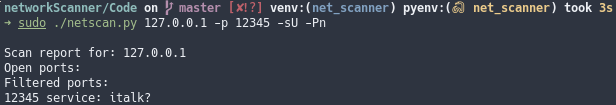 networkScanner/Code on master [✘!?] venv:(net_scanner) pyenv:( net_scanner) took 3s
➜ sudo ./netscan.py 127.0.0.1 -p 12345 -sU -Pn
Scan report for: 127.0.0.1
Open ports:
Filtered ports:
12345 service: italk?